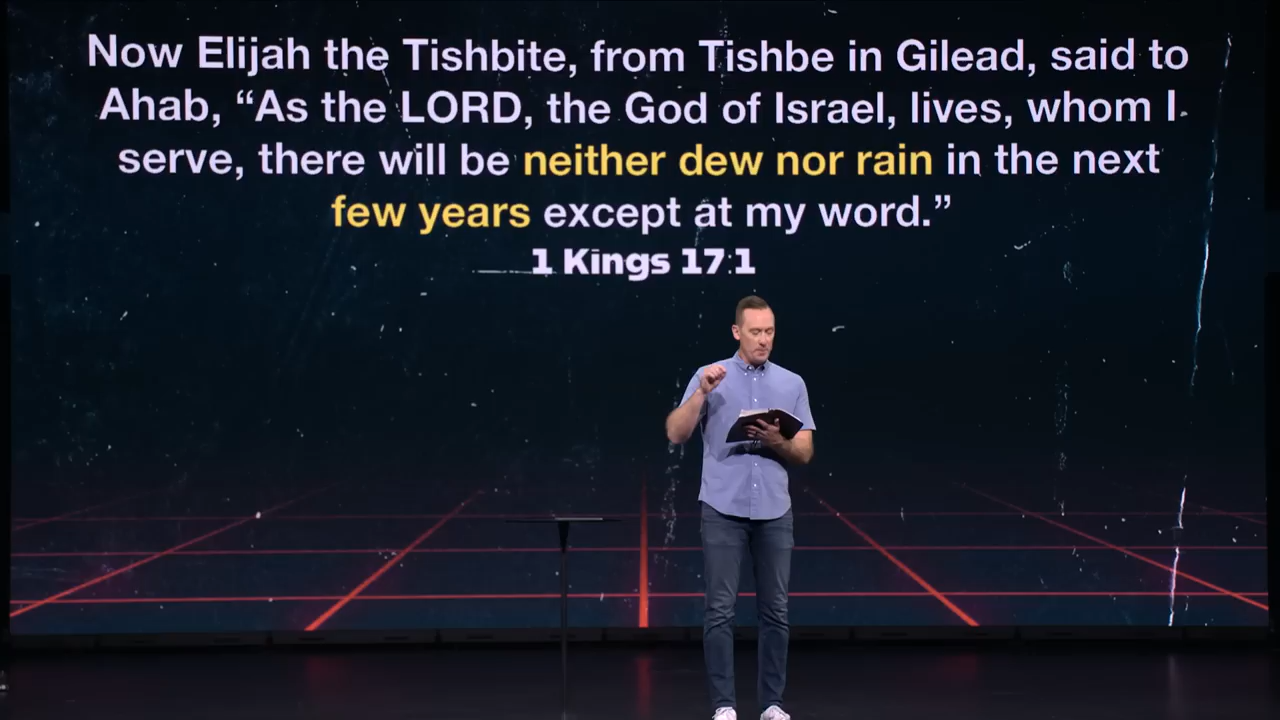 Now Elijah the Tishbite, from Tishbe in Gilead, said to
Ahab, “As the LORD, the God of Israel, lives, whom I
serve, there will be neither dew nor rain in the next
few years except at my word.”
1 Kings 17:1